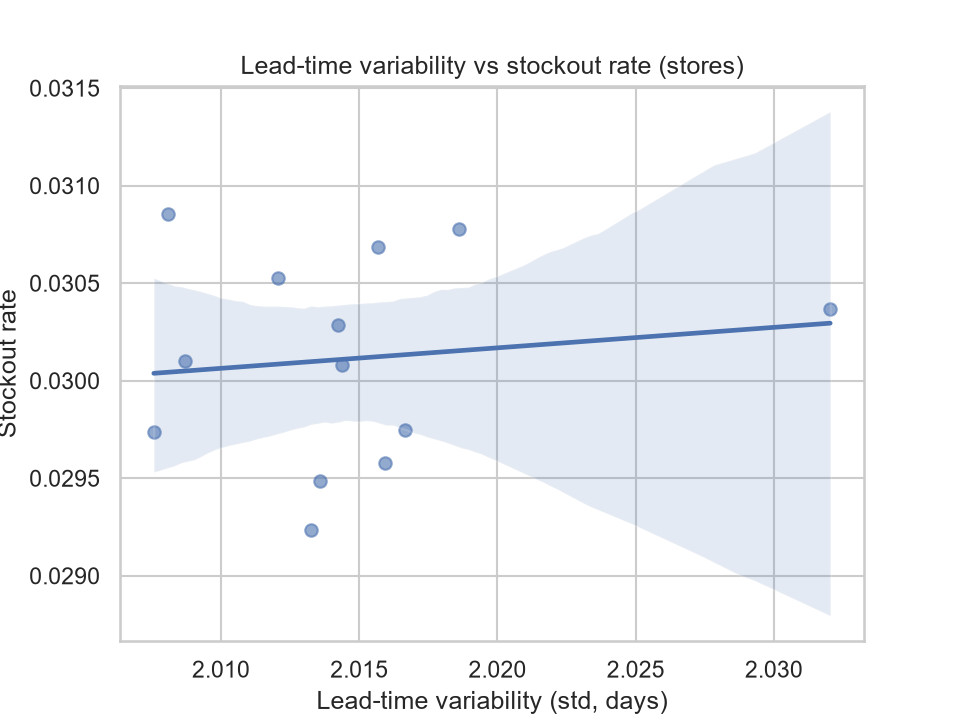 Lead-time variability vs stockout rate (stores)
0.0315
0.0310
0.0305
0.0300
0.0295
0.0290
Stockout rate
2.010 2.015 2.020 2.025 2.030
Lead-time variability (std, days)